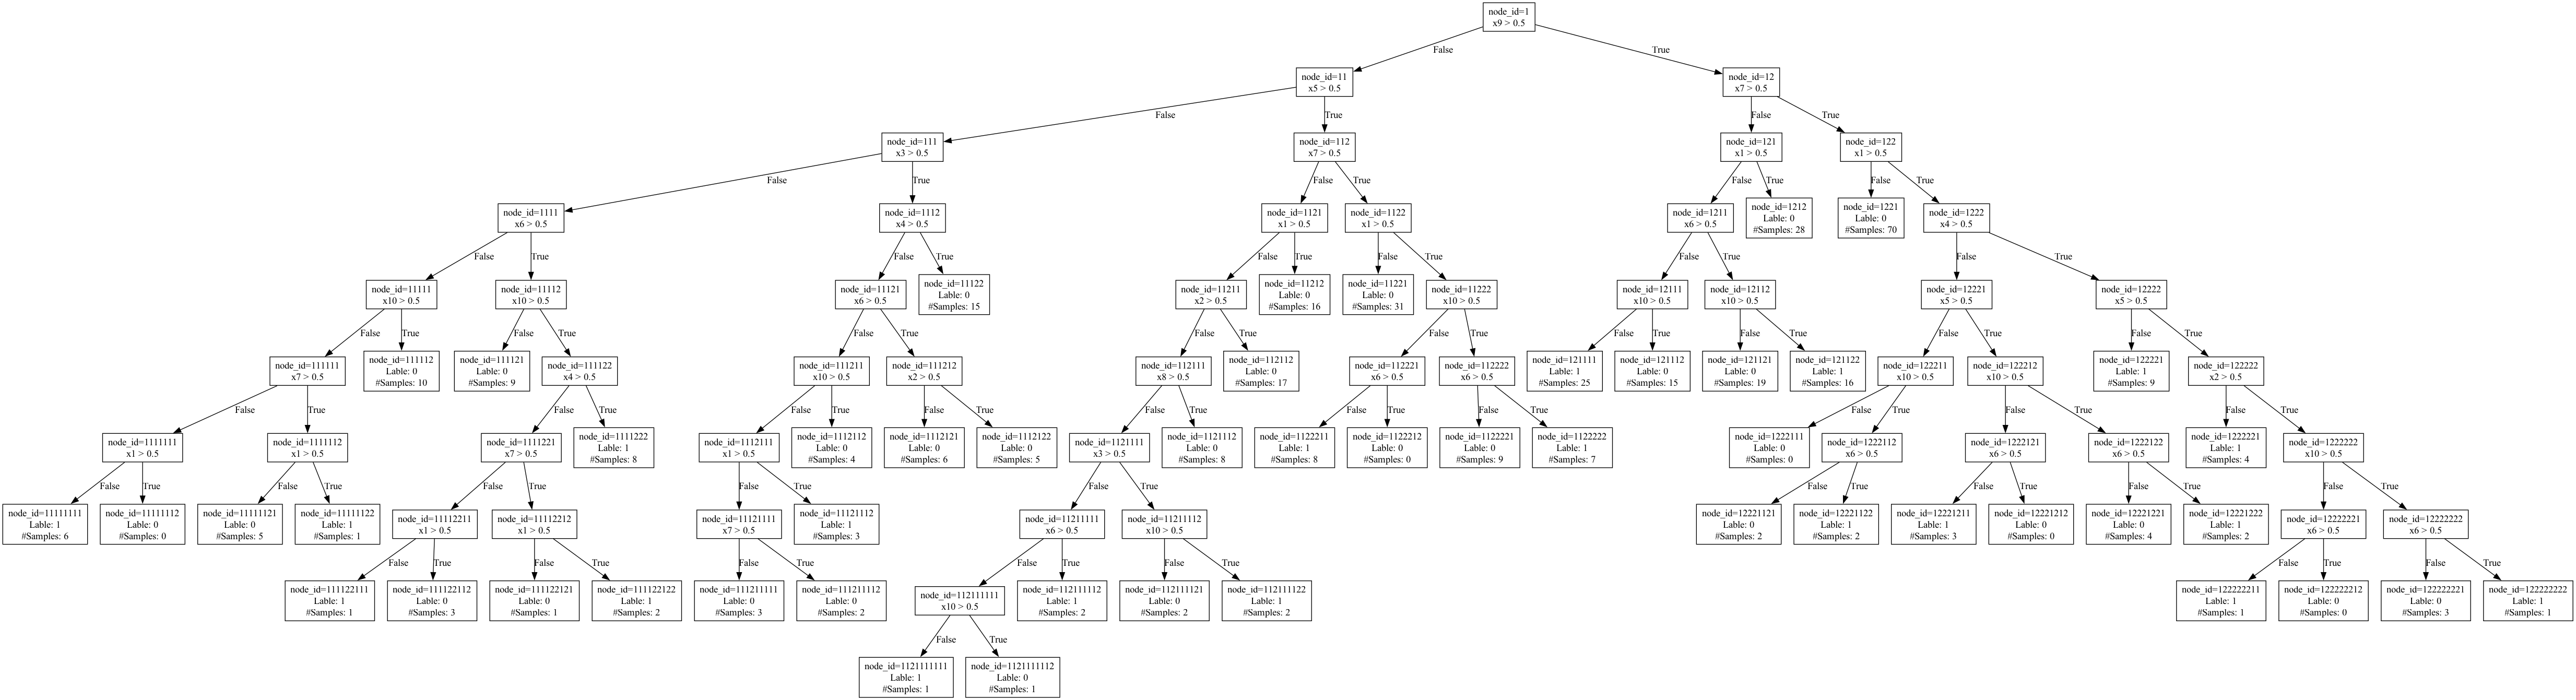 node_id=1
x9 > 0.5
False
True
node_id=11
x5 > 0.5
node_id=12
x7 > 0.5
False
True
False
True
node_id=111
x3 > 0.5
node_id=112
x7 > 0.5
node_id=121
x1 > 0.5
node_id=122
x1 > 0.5
False
True
False
True
False
True
False
True
node_id=1111
x6 > 0.5
node_id=1112
x4 > 0.5
node_id=1121
x1 > 0.5
node_id=1122
x1 > 0.5
node_id=1211
x6 > 0.5
node_id=1212
Lable: 0
#Samples: 28
node_id=1221
Lable: 0
#Samples: 70
node_id=1222
x4 > 0.5
False
True
False
True
False
True
False
True
False
True
False
True
node_id=11111
x10 > 0.5
node_id=11112
x10 > 0.5
node_id=11121
x6 > 0.5
node_id=11122
Lable: 0
#Samples: 15
node_id=11211
x2 > 0.5
node_id=11212
Lable: 0
#Samples: 16
node_id=11221
Lable: 0
#Samples: 31
node_id=11222
x10 > 0.5
node_id=12111
x10 > 0.5
node_id=12112
x10 > 0.5
node_id=12221
x5 > 0.5
node_id=12222
x5 > 0.5
False
True
False
True
False
True
False
True
False
True
False
True
False
True
False
True
False
True
node_id=111111
x7 > 0.5
node_id=111112
Lable: 0
#Samples: 10
node_id=111121
Lable: 0
#Samples: 9
node_id=111122
x4 > 0.5
node_id=111211
x10 > 0.5
node_id=111212
x2 > 0.5
node_id=112111
x8 > 0.5
node_id=112112
Lable: 0
#Samples: 17
node_id=112221
x6 > 0.5
node_id=112222
x6 > 0.5
node_id=121111
Lable: 1
#Samples: 25
node_id=121112
Lable: 0
#Samples: 15
node_id=121121
Lable: 0
#Samples: 19
node_id=121122
Lable: 1
#Samples: 16
node_id=122211
x10 > 0.5
node_id=122212
x10 > 0.5
node_id=122221
Lable: 1
#Samples: 9
node_id=122222
x2 > 0.5
False
True
False
True
False
True
False
True
False
True
False
True
False
True
False
True
False
True
False
True
node_id=1111111
x1 > 0.5
node_id=1111112
x1 > 0.5
node_id=1111221
x7 > 0.5
node_id=1111222
Lable: 1
#Samples: 8
node_id=1112111
x1 > 0.5
node_id=1112112
Lable: 0
#Samples: 4
node_id=1112121
Lable: 0
#Samples: 6
node_id=1112122
Lable: 0
#Samples: 5
node_id=1121111
x3 > 0.5
node_id=1121112
Lable: 0
#Samples: 8
node_id=1122211
Lable: 1
#Samples: 8
node_id=1122212
Lable: 0
#Samples: 0
node_id=1122221
Lable: 0
#Samples: 9
node_id=1122222
Lable: 1
#Samples: 7
node_id=1222111
Lable: 0
#Samples: 0
node_id=1222112
x6 > 0.5
node_id=1222121
x6 > 0.5
node_id=1222122
x6 > 0.5
node_id=1222221
Lable: 1
#Samples: 4
node_id=1222222
x10 > 0.5
False
True
False
True
False
True
False
True
False
True
False
True
False
True
False
True
False
True
node_id=11111111
Lable: 1
#Samples: 6
node_id=11111112
Lable: 0
#Samples: 0
node_id=11111121
Lable: 0
#Samples: 5
node_id=11111122
Lable: 1
#Samples: 1
node_id=11112211
x1 > 0.5
node_id=11112212
x1 > 0.5
node_id=11121111
x7 > 0.5
node_id=11121112
Lable: 1
#Samples: 3
node_id=11211111
x6 > 0.5
node_id=11211112
x10 > 0.5
node_id=12221121
Lable: 0
#Samples: 2
node_id=12221122
Lable: 1
#Samples: 2
node_id=12221211
Lable: 1
#Samples: 3
node_id=12221212
Lable: 0
#Samples: 0
node_id=12221221
Lable: 0
#Samples: 4
node_id=12221222
Lable: 1
#Samples: 2
node_id=12222221
x6 > 0.5
node_id=12222222
x6 > 0.5
False
True
False
True
False
True
False
True
False
True
False
True
False
True
node_id=111122111
Lable: 1
#Samples: 1
node_id=111122112
Lable: 0
#Samples: 3
node_id=111122121
Lable: 0
#Samples: 1
node_id=111122122
Lable: 1
#Samples: 2
node_id=111211111
Lable: 0
#Samples: 3
node_id=111211112
Lable: 0
#Samples: 2
node_id=112111111
x10 > 0.5
node_id=112111112
Lable: 1
#Samples: 2
node_id=112111121
Lable: 0
#Samples: 2
node_id=112111122
Lable: 1
#Samples: 2
node_id=122222211
Lable: 1
#Samples: 1
node_id=122222212
Lable: 0
#Samples: 0
node_id=122222221
Lable: 0
#Samples: 3
node_id=122222222
Lable: 1
#Samples: 1
False
True
node_id=1121111111
Lable: 1
#Samples: 1
node_id=1121111112
Lable: 0
#Samples: 1